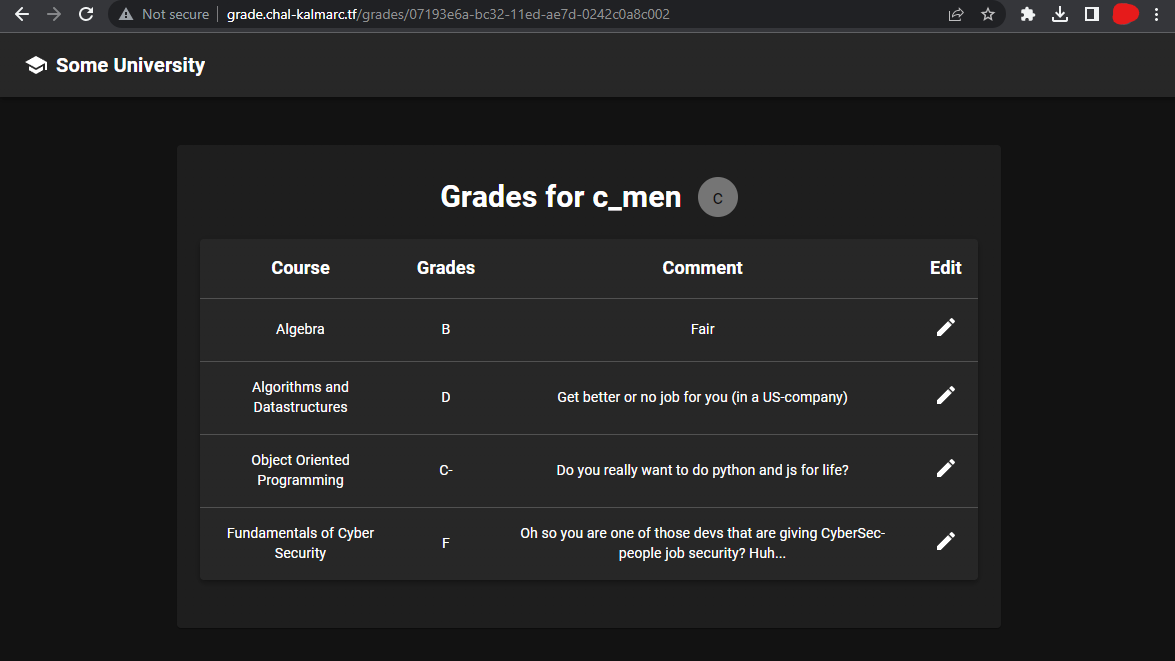 Not secure grade.chal-kalmarc.tf/grades/07193e6a-bc32-11ed-ae7d-0242c0a8c002
Some University
Grades for c_men C
Course Grades Comment Edit
Algebra B Fair
Algorithms and
Datastructures D Get better or no job for you (in a US-company)
Object Oriented
Programming C- Do you really want to do python and js for life?
Fundamentals of Cyber
Security F Oh so you are one of those devs that are giving CyberSec-
people job security? Huh...